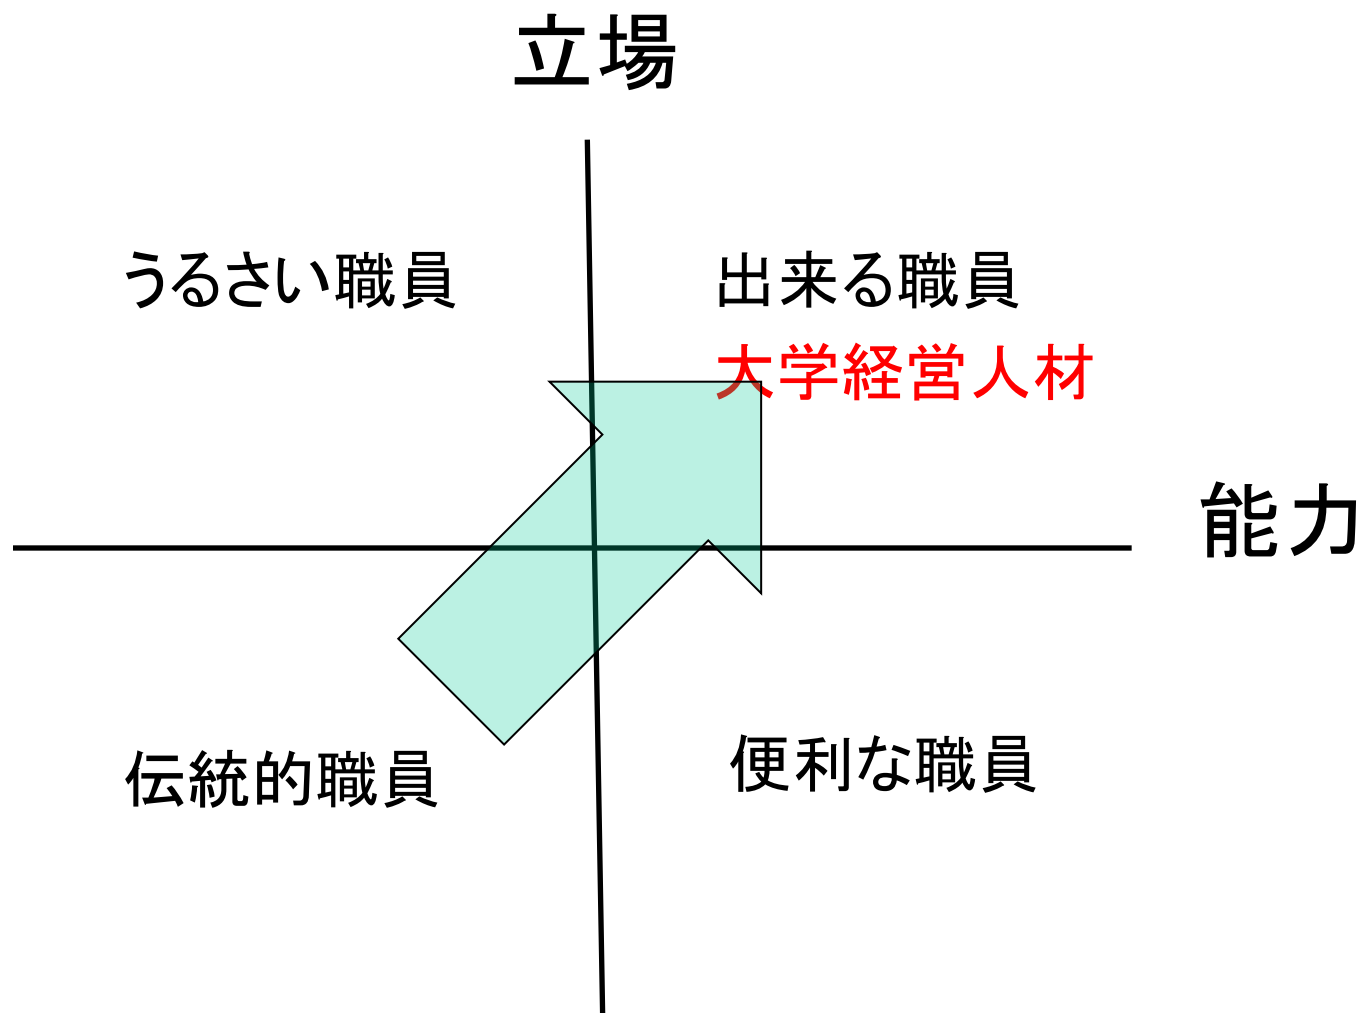 立場
うるさい職員
出来る職員
大学経営人材
能力
伝統的職員
便利な職員